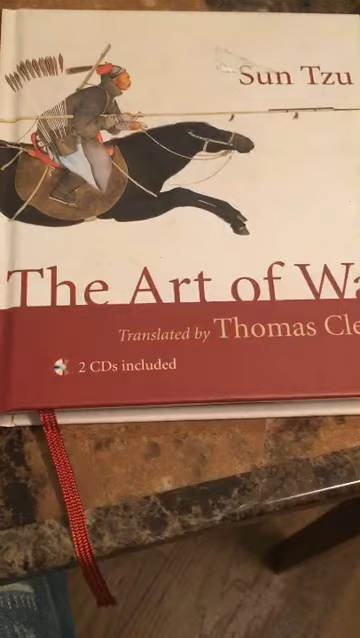 Sun Tzu
The Art of Wa
Translated by Thomas Cle
2 CDs included